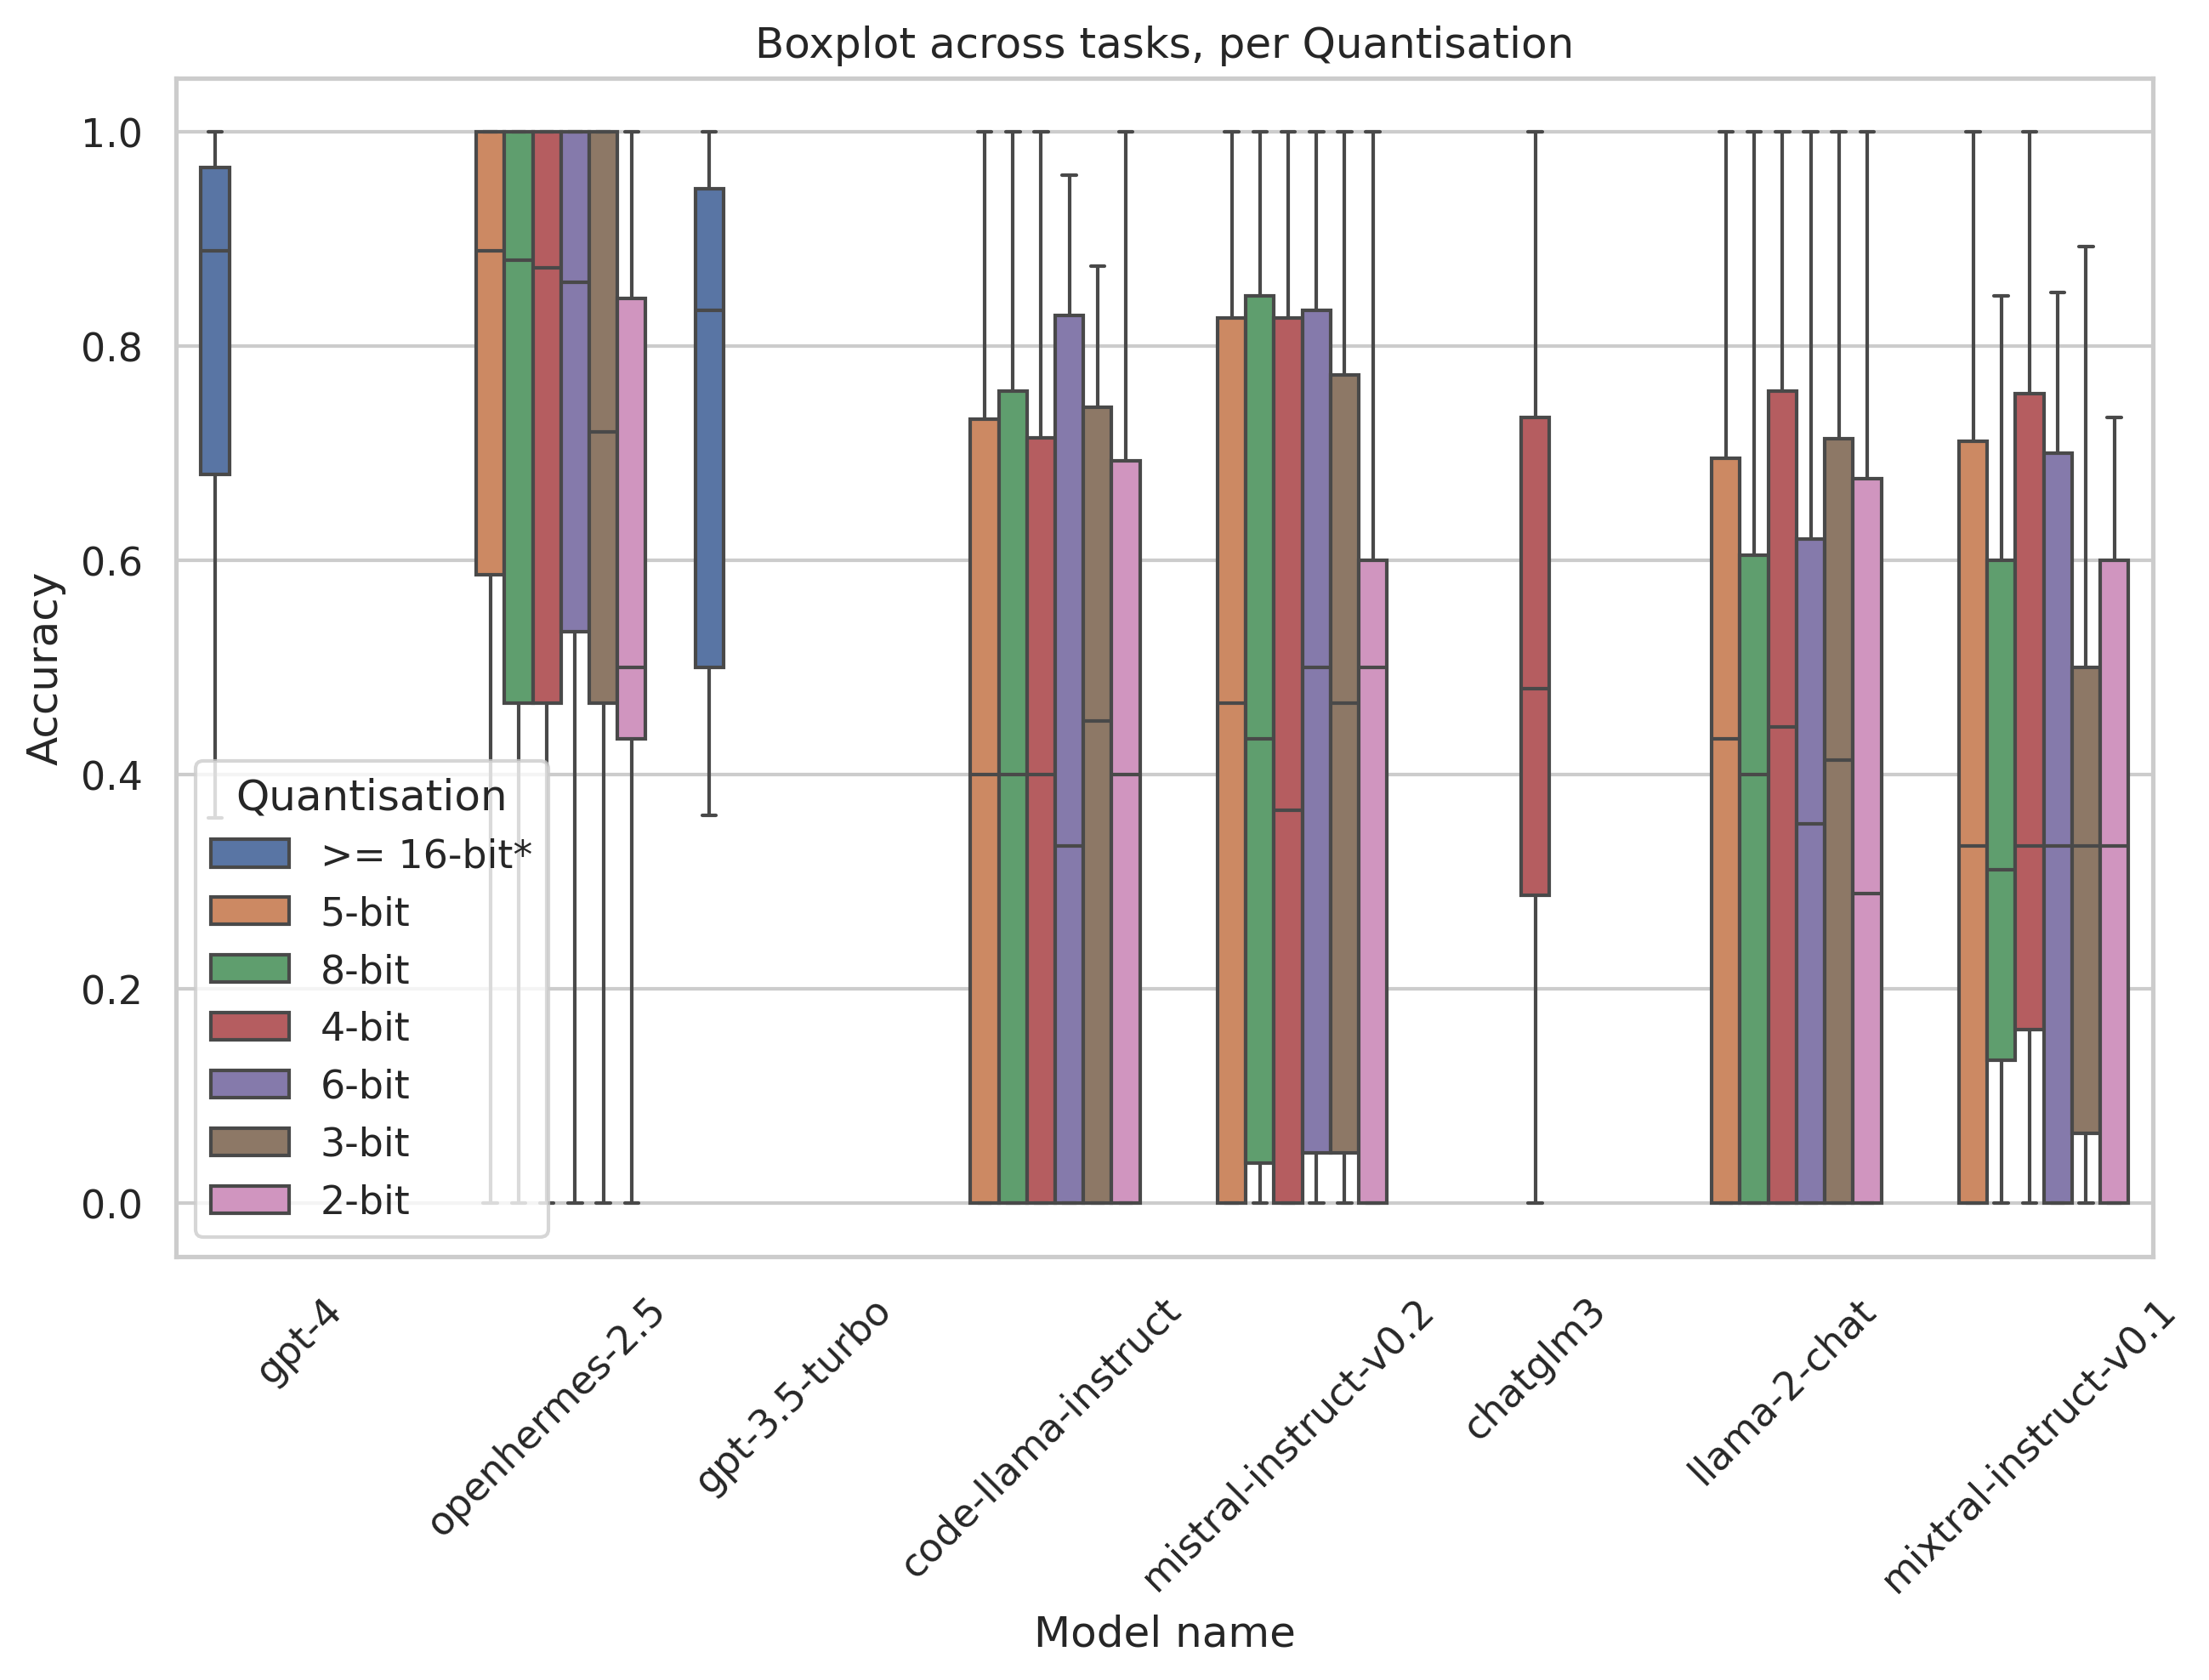 Boxplot across tasks, per Quantisation
Accuracy
1.0
0.8
0.6
0.4
0.2
0.0
Quantisation
>= 16-bit*
5-bit
8-bit
4-bit
6-bit
3-bit
2-bit
gpt-4
openhermes-2.5
gpt-3.5-turbo
code-llama-instruct
mistral-instruct-v0.2
chatglm3
llama-2-chat
mixtral-instruct-v0.1
Model name